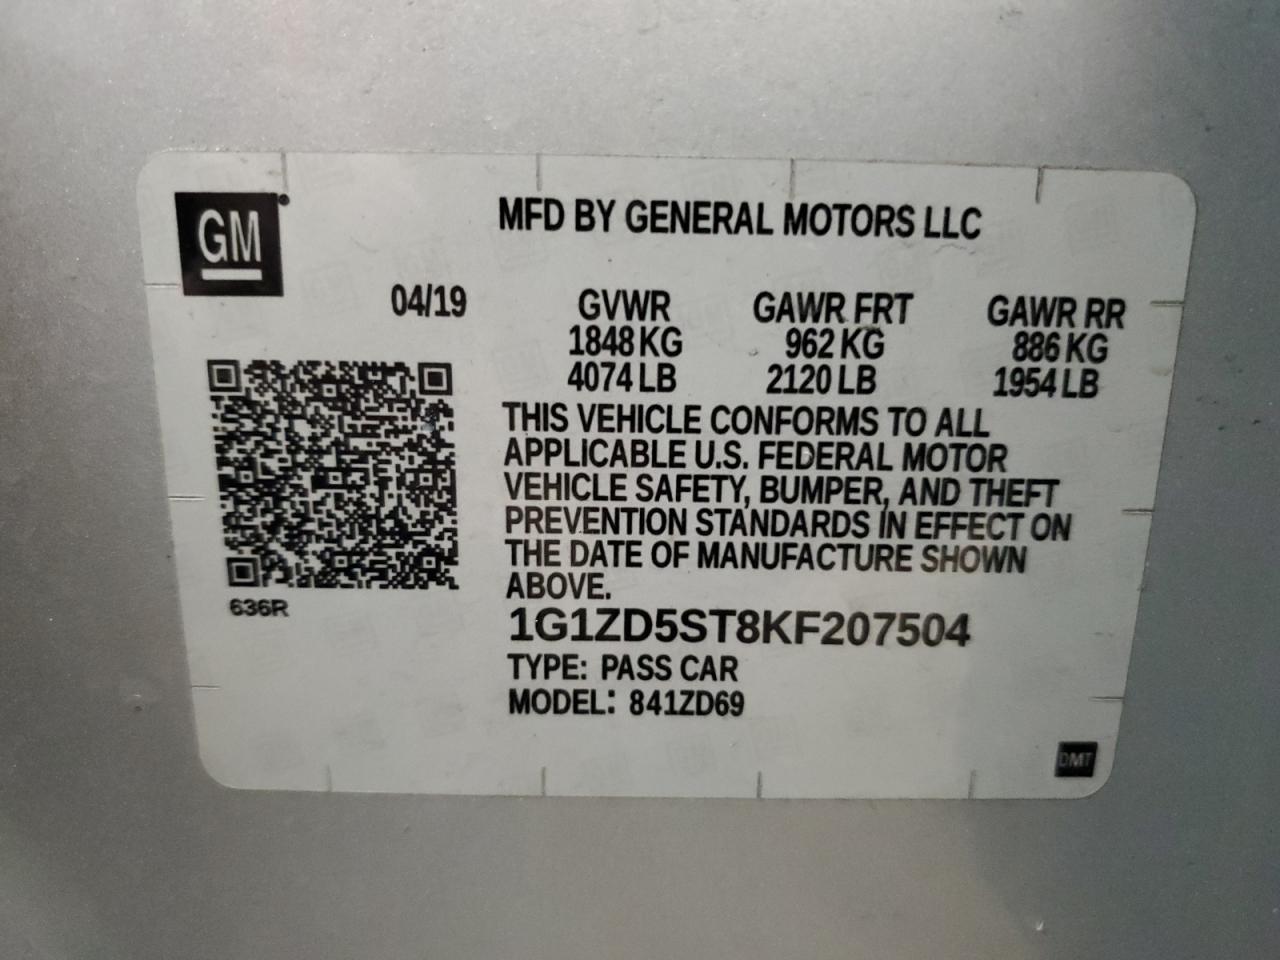 GM
MFD BY GENERAL MOTORS LLC
04/19
GVWR GAWR FRT GAWR RR
1848 KG 962 KG 886 KG
4074 LB 2120 LB 1954 LB
THIS VEHICLE CONFORMS TO ALL
APPLICABLE U.S. FEDERAL MOTOR
VEHICLE SAFETY, BUMPER, AND THEFT
PREVENTION STANDARDS IN EFFECT ON
THE DATE OF MANUFACTURE SHOWN
ABOVE.
636R
1G1ZD5ST8KF207504
TYPE: PASS CAR
MODEL: 841ZD69
DMT